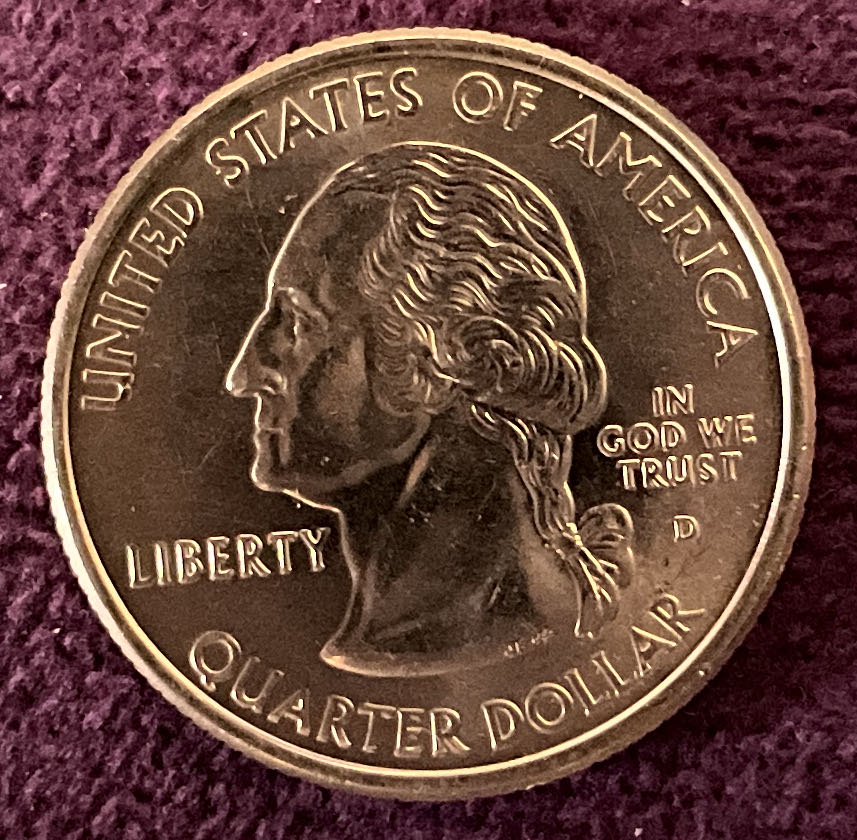 UNITED STATES OF AMERICA
IN
GOD WE
TRUST
D
LIBERTY
QUARTER DOLLAR